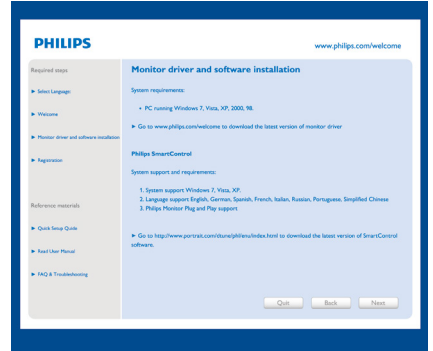 PHILIPS
www.philips.com/welcome
Required steps
► Select Language:
► Welcome
► Monitor driver and software installation
► Registration
Reference materials
► Quick Setup Guide
► Read User Manual
► FAQ & Troubleshooting
Monitor driver and software installation
System requirements:
• PC running Windows 7, Vista, XP, 2000, 98.
► Go to www.philips.com/welcome to download the latest version of monitor driver
Philips SmartControl
System support and requirements:
1. System support Windows 7, Vista, XP.
2. Language support English, German, Spanish, French, Italian, Russian, Portuguese, Simplified Chinese
3. Philips Monitor Plug and Play support
► Go to http://www.portrait.com/dtune/phl/enu/index.html to download the latest version of SmartControl
software.
Quit
Back
Next